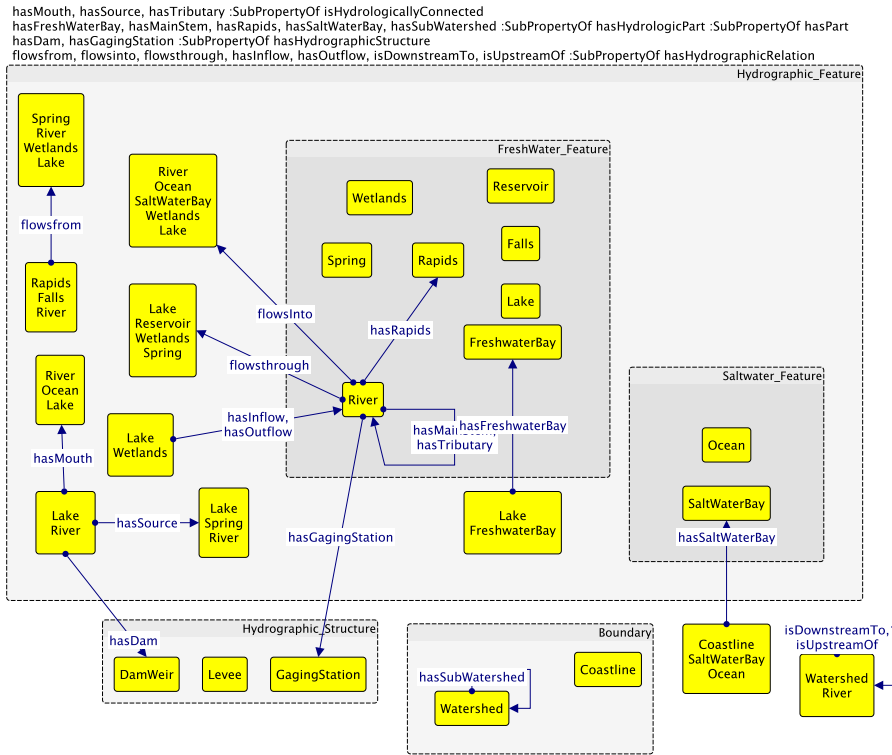 hasMouth, hasSource, hasTributary :SubPropertyOf isHydrologicallyConnected
hasFreshWaterBay, hasMainStem, hasRapids, hasSaltWaterBay, hasSubWatershed :SubPropertyOf hasHydrologicPart :SubPropertyOf hasPart
hasDam, hasGagingStation :SubPropertyOf hasHydrographicStructure
flowsfrom, flowsinto, flowsthrough, hasInflow, hasOutflow, isDownstreamTo, isUpstreamOf :SubPropertyOf hasHydrographicRelation
Hydrographic_Feature
Spring
River
Wetlands
Lake
flowsfrom
Rapids
Falls
River
River
Ocean
SaltWaterBay
Wetlands
Lake
flowsInto
Lake
Reservoir
Wetlands
Spring
flowsthrough
FreshWater_Feature
Wetlands
Reservoir
Spring
Rapids
Falls
Lake
hasRapids
FreshwaterBay
River
hasFreshwaterBay
hasTributary
River
Ocean
Lake
hasMouth
Lake
Wetlands
hasInflow,
hasOutflow
Lake
River
hasSource
Lake
Spring
River
hasGagingStation
Lake
FreshwaterBay
Saltwater_Feature
Ocean
SaltWaterBay
hasSaltWaterBay
Hydrographic_Structure
hasDam
DamWeir
Levee
GagingStation
Boundary
hasSubWatershed
Watershed
Coastline
Coastline
SaltWaterBay
Ocean
isDownstreamTo,
isUpstreamOf
Watershed
River